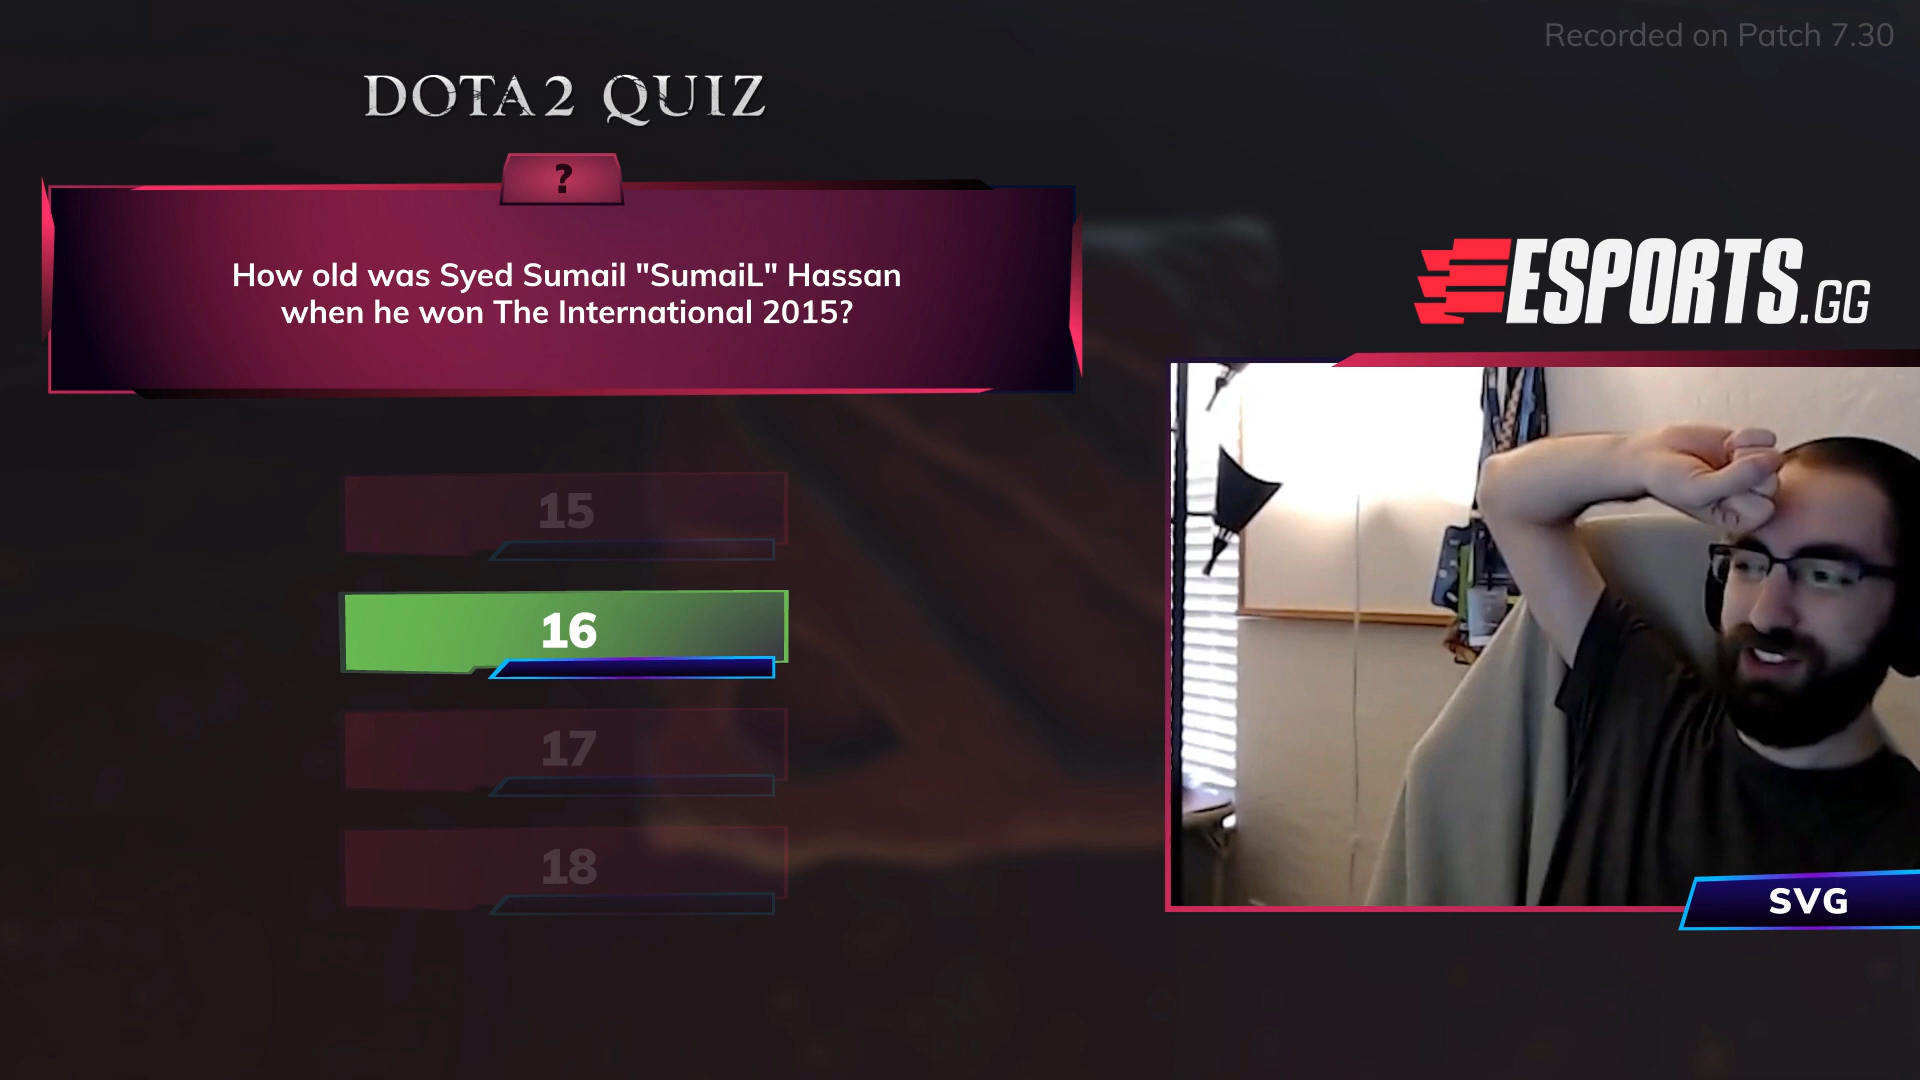 Recorded on Patch 7.30
DOTA2 QUIZ
?
How old was Syed Sumail "SumaiL" Hassan
when he won The International 2015?
ESPORTS.GG
15
16
17
18
SVG